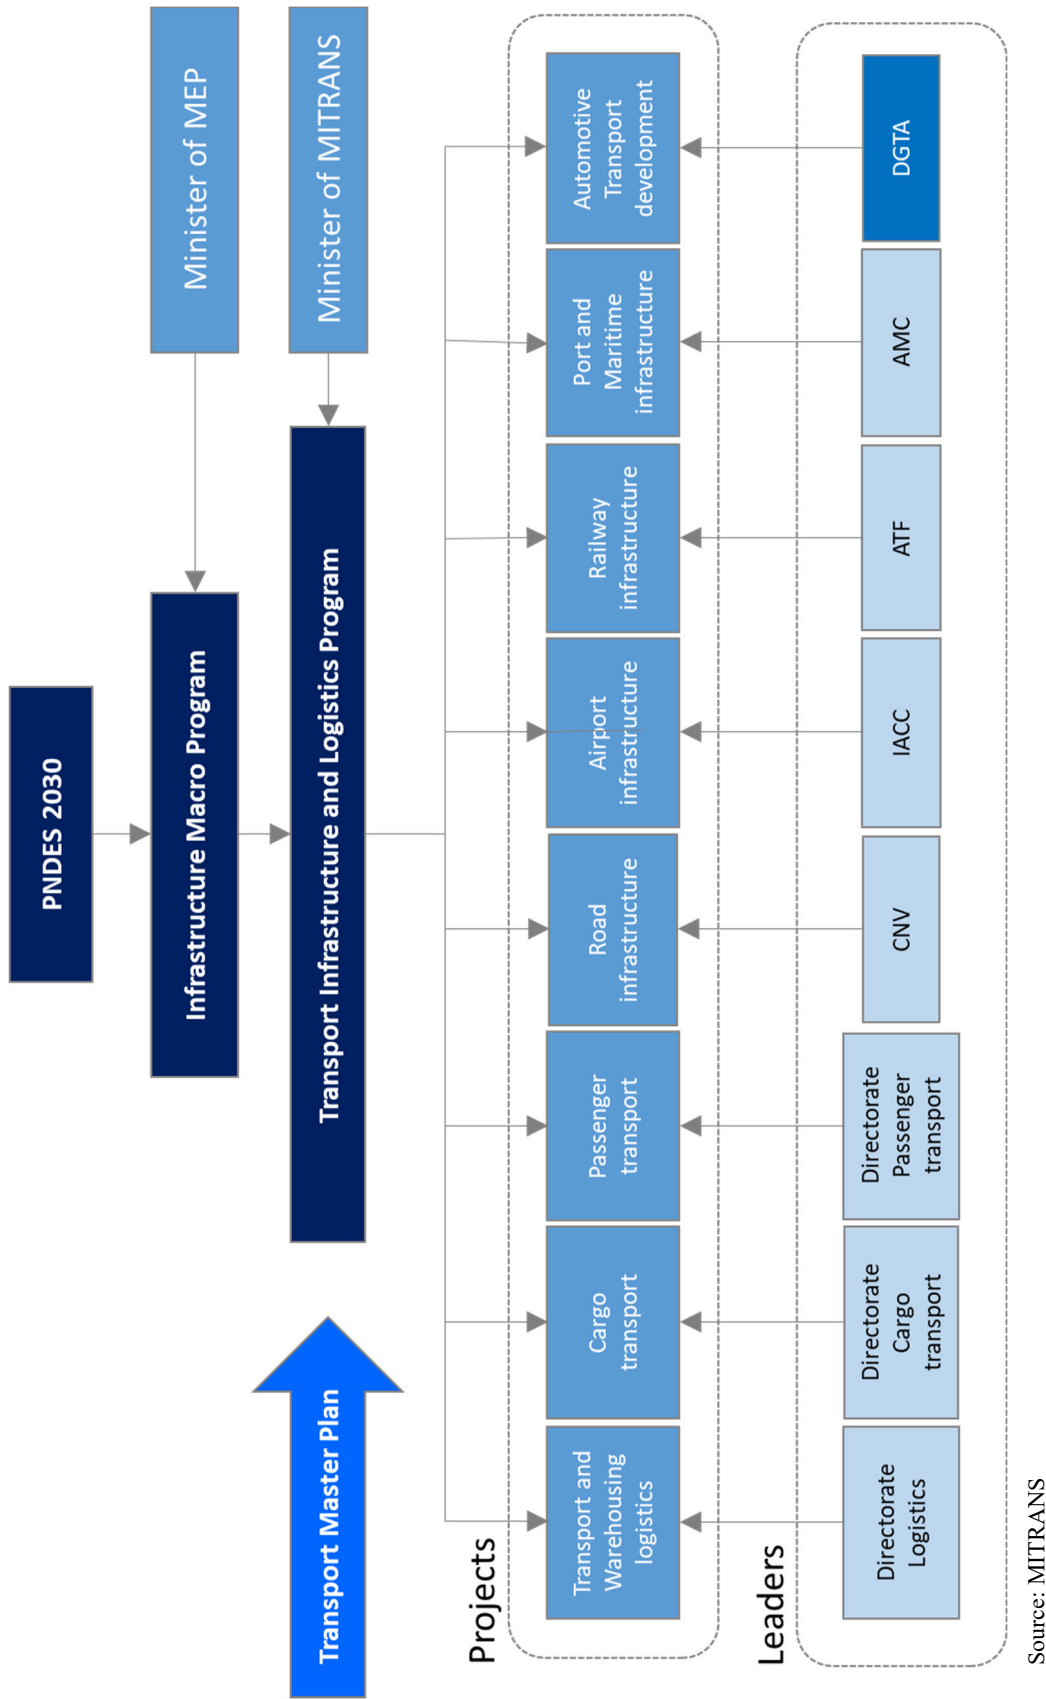 PNDES 2030
Infrastructure Macro Program
Minister of MEP
Transport Master Plan
Transport Infrastructure and Logistics Program
Minister of MITRANS
Projects
Transport and
Warehousing
logistics
Cargo
transport
Passenger
transport
Road
infrastructure
Airport
infrastructure
Railway
infrastructure
Port and
Maritime
infrastructure
Automotive
Transport
development
Leaders
Directorate
Logistics
Directorate
Cargo
transport
Directorate
Passenger
transport
CNV
IACC
ATF
AMC
DGTA
Source: MITRANS